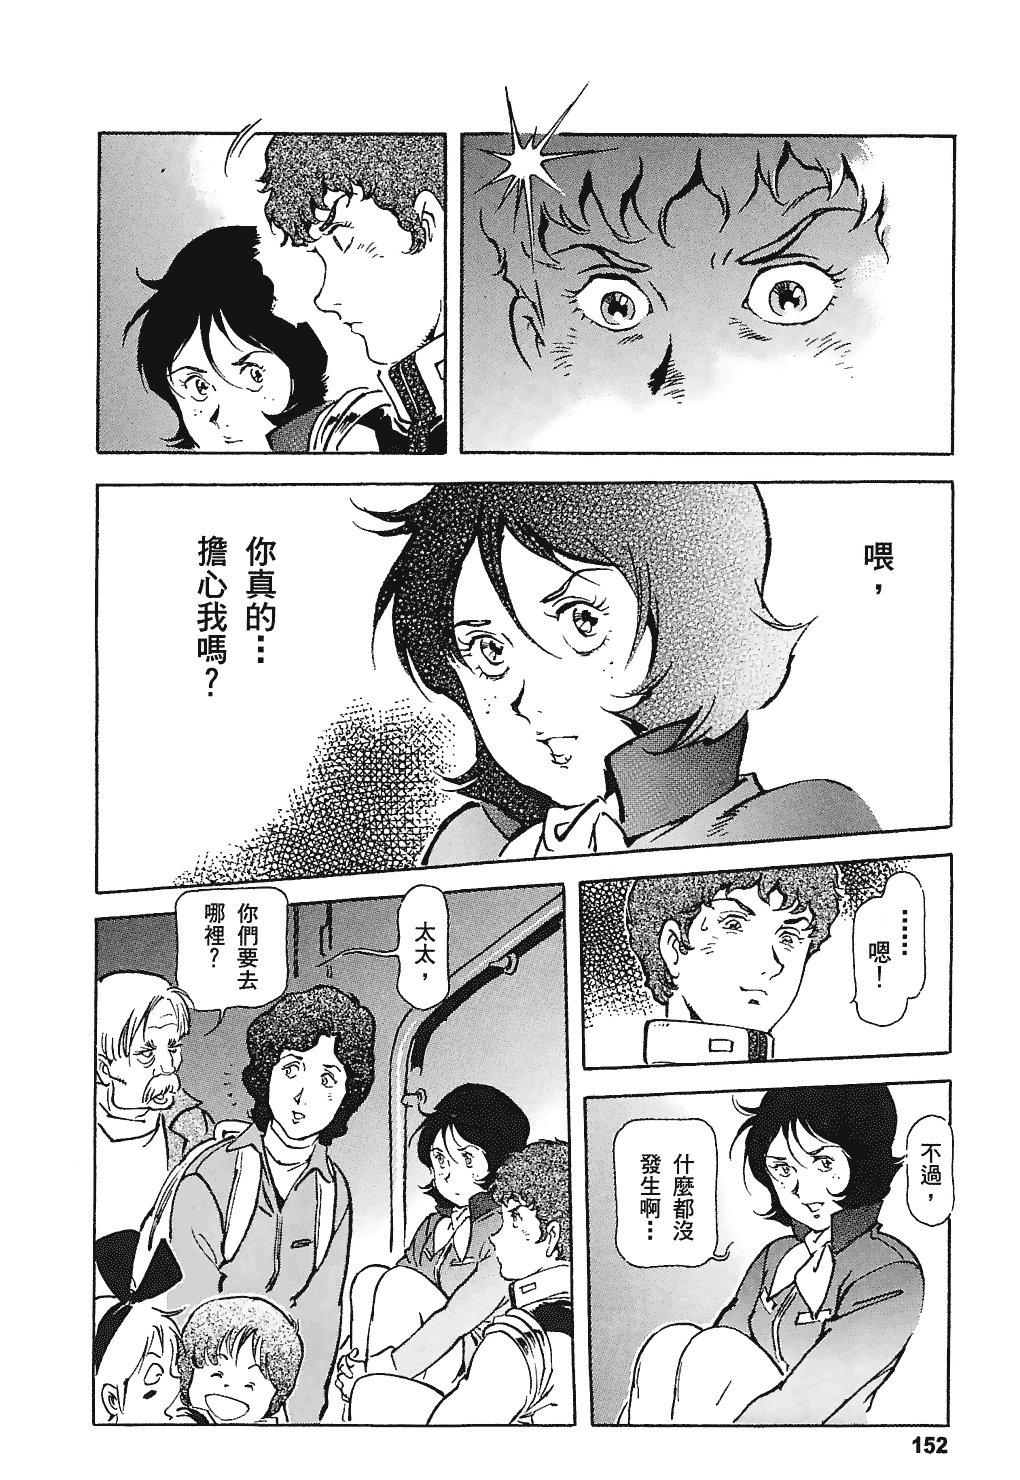 喂，
你真的…
擔心我嗎？
……
嗯！
不過，
什麼都沒
發生啊…
太太，
你們要去
哪裡？
152